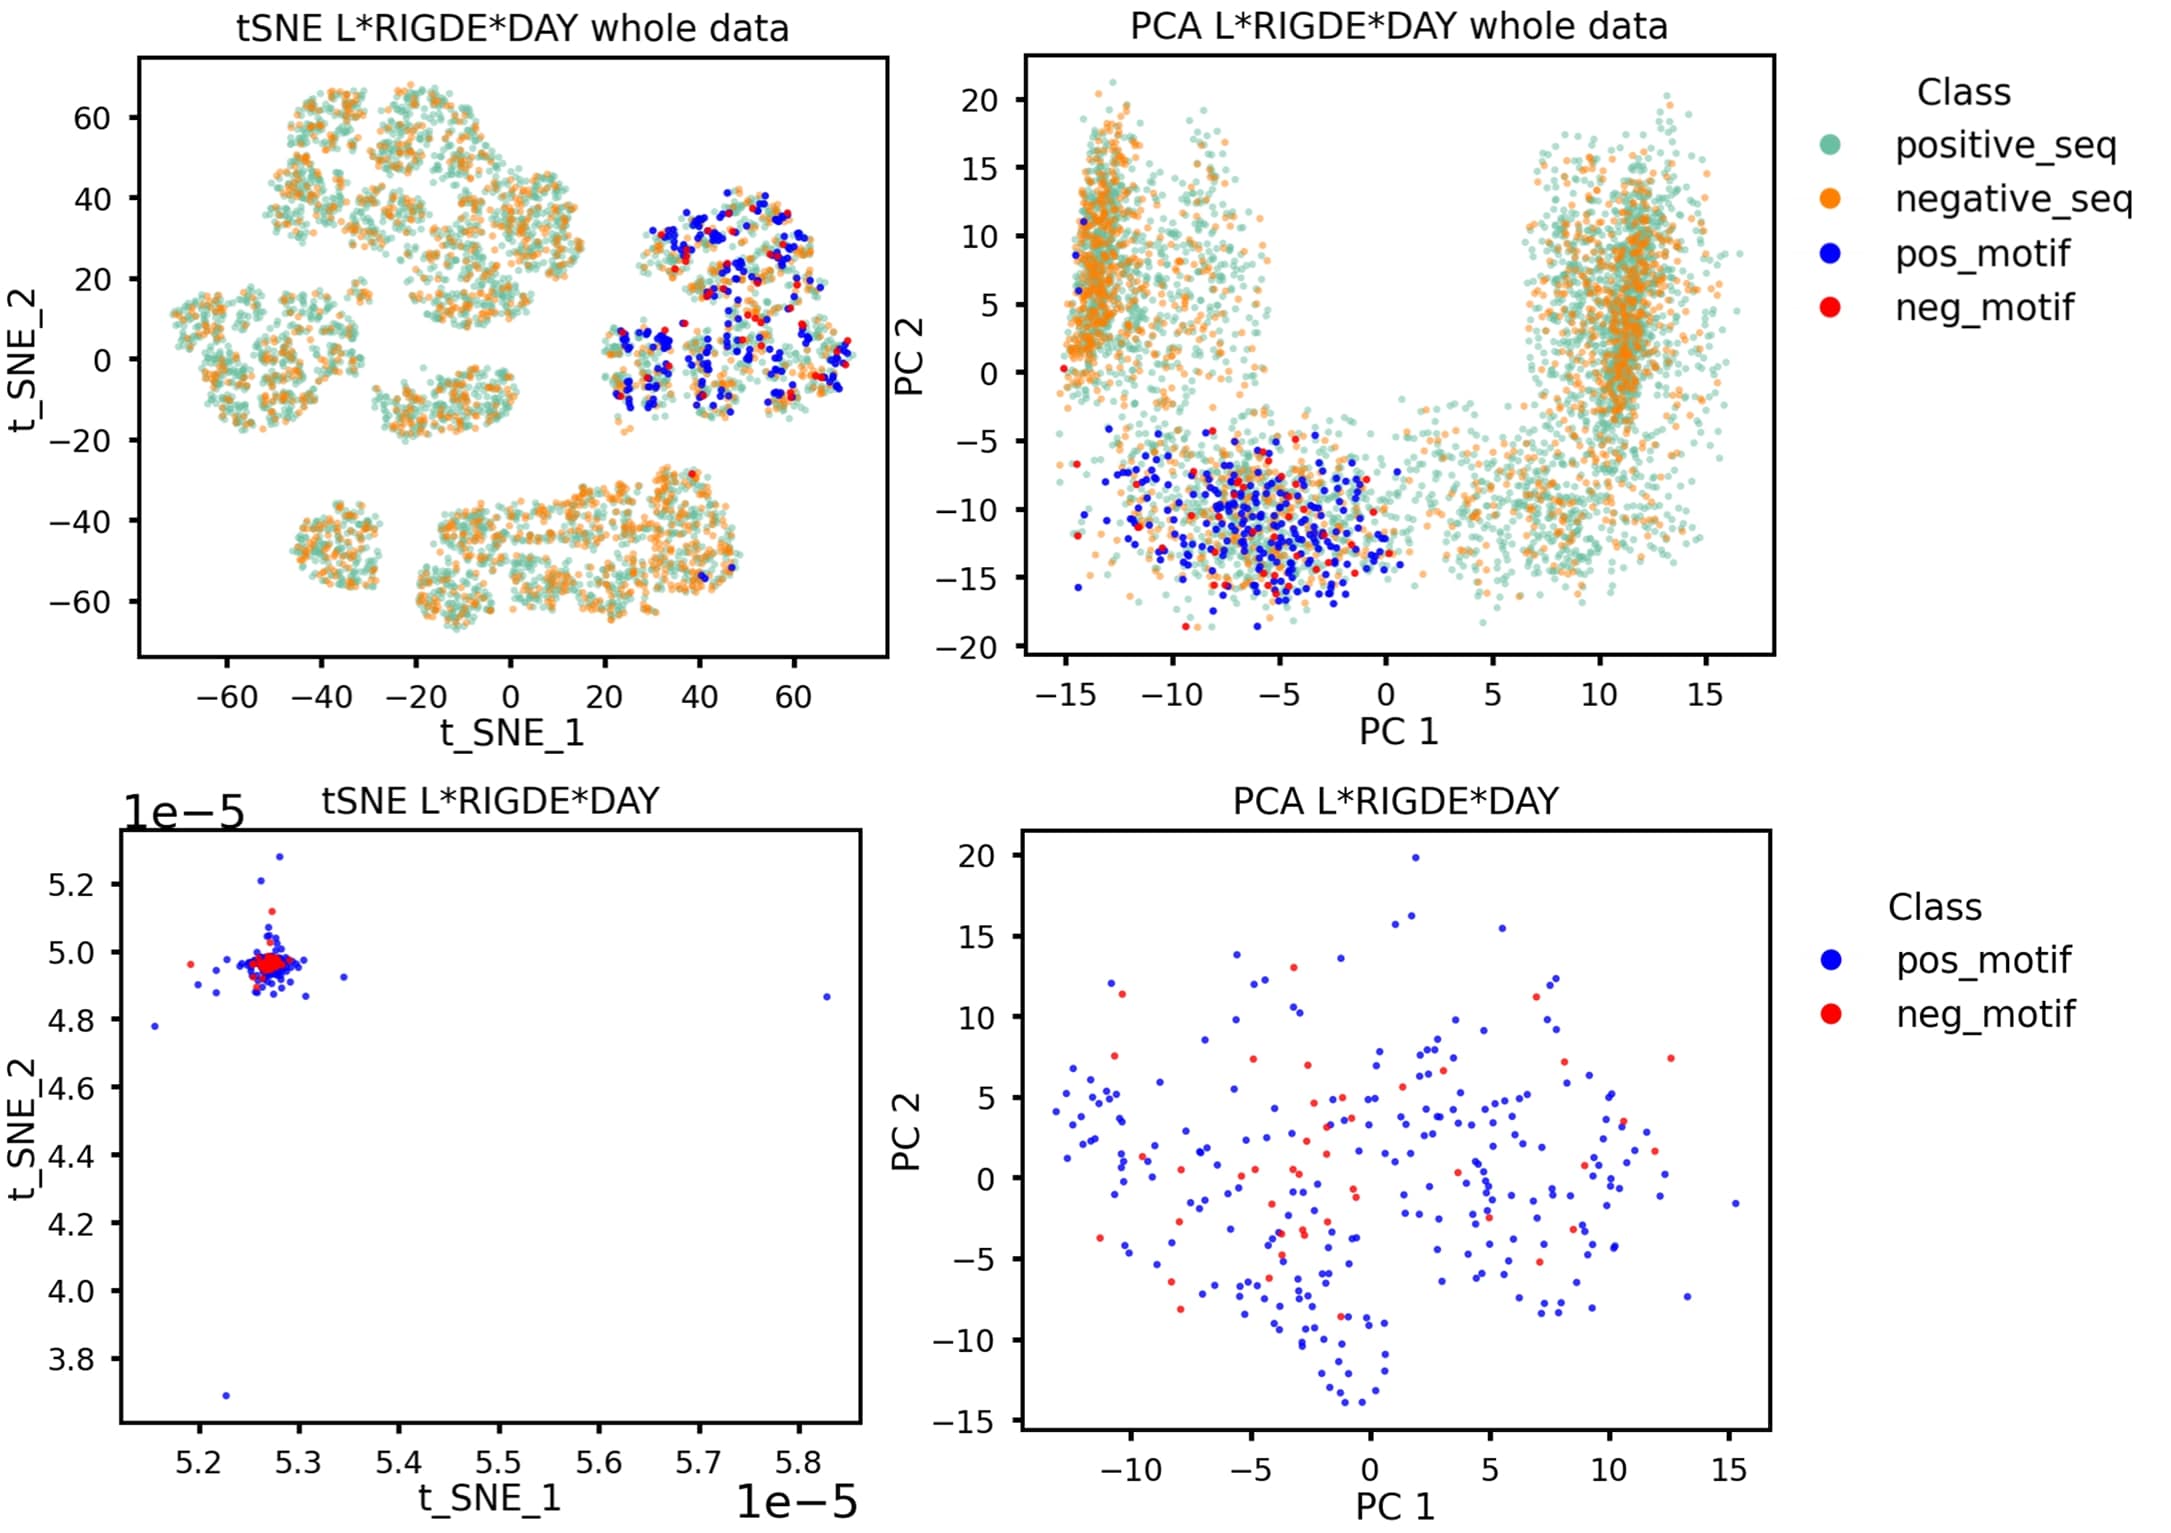 tSNE L*RIGDE*DAY whole data
60
40
20
0
−20
−40
−60
t_SNE_2
−60 −40 −20 0 20 40 60
t_SNE_1
PCA L*RIGDE*DAY whole data
20
15
10
5
0
−5
−10
−15
−20
PC 2
−15 −10 −5 0 5 10 15
PC 1
Class
positive_seq
negative_seq
pos_motif
neg_motif
1e−5
tSNE L*RIGDE*DAY
5.2
5.0
4.8
4.6
4.4
4.2
4.0
3.8
t_SNE_2
5.2 5.3 5.4 5.5 5.6 5.7 5.8
t_SNE_1
1e−5
PCA L*RIGDE*DAY
20
15
10
5
0
−5
−10
−15
PC 2
−10 −5 0 5 10 15
PC 1
Class
pos_motif
neg_motif